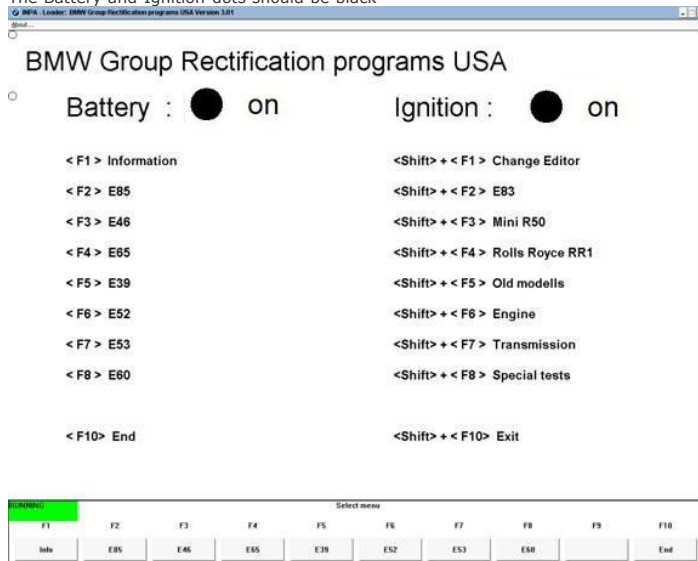 The Battery and Ignition dots should be black
INPA - Loader: BMW Group Rectification programs USA Version 3.01
About...
BMW Group Rectification programs USA
Battery : on Ignition : on
< F1 > Information <Shift> + < F1 > Change Editor
< F2 > E85 <Shift> + < F2 > E83
< F3 > E46 <Shift> + < F3 > Mini R50
< F4 > E65 <Shift> + < F4 > Rolls Royce RR1
< F5 > E39 <Shift> + < F5 > Old modells
< F6 > E52 <Shift> + < F6 > Engine
< F7 > E53 <Shift> + < F7 > Transmission
< F8 > E60 <Shift> + < F8 > Special tests
< F10> End <Shift> + < F10> Exit
RUNNING Select menu
F1 F2 F3 F4 F5 F6 F7 F8 F9 F10
Info E85 E46 E65 E39 E52 E53 E60 End